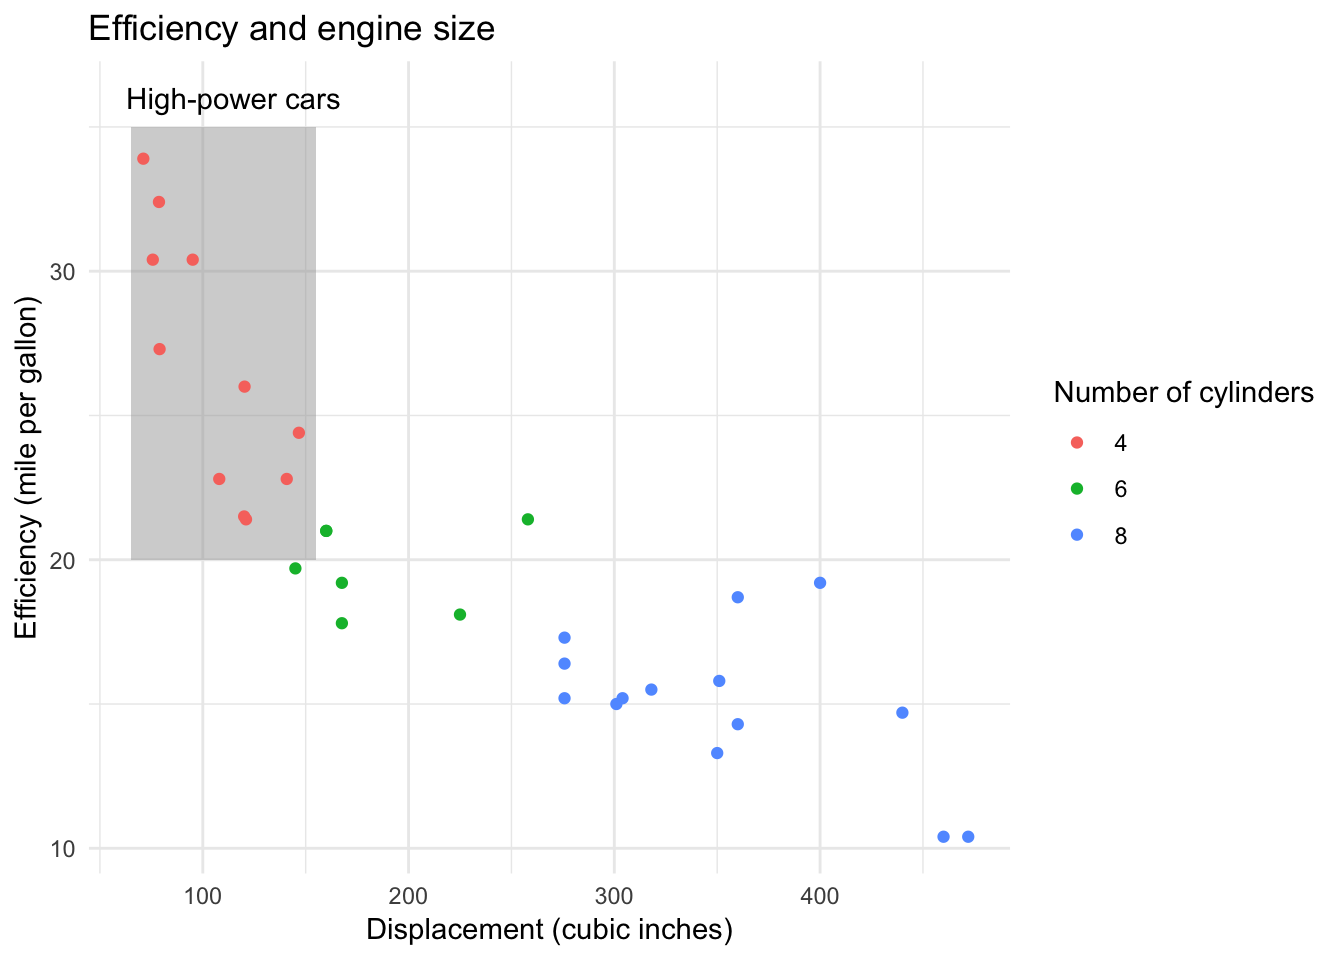 Efficiency and engine size
High-power cars
30
20
10
Efficiency (mile per gallon)
100 200 300 400
Displacement (cubic inches)
Number of cylinders
4
6
8